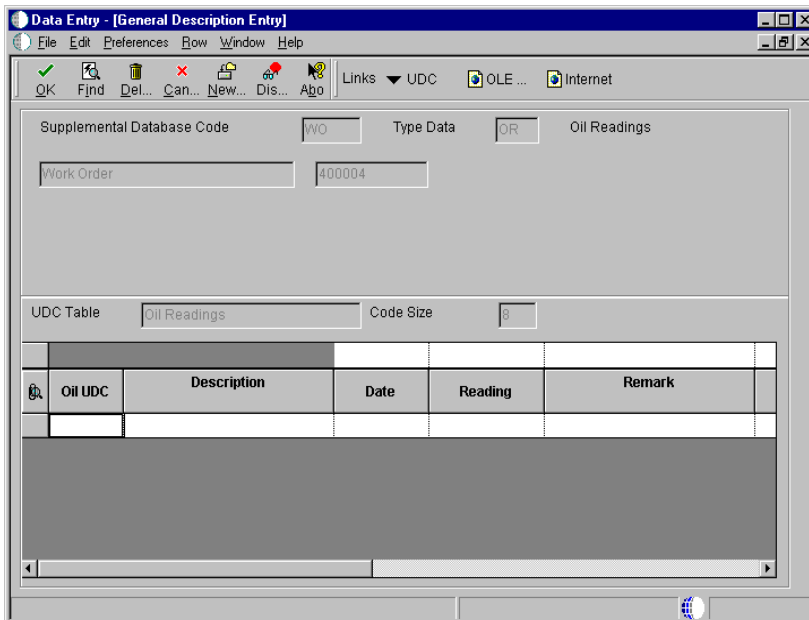 Data Entry - [General Description Entry]
File Edit Preferences Row Window Help
OK Find Del... Can... New... Dis... Abo Links UDC OLE ... Internet
Supplemental Database Code WO Type Data OR Oil Readings
Work Order 400004
UDC Table Oil Readings Code Size 8
Oil UDC Description Date Reading Remark